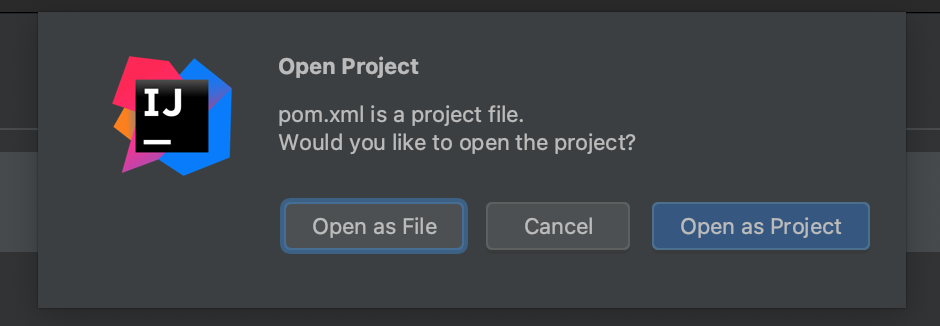 IJ
Open Project
pom.xml is a project file.
Would you like to open the project?
Open as File
Cancel
Open as Project